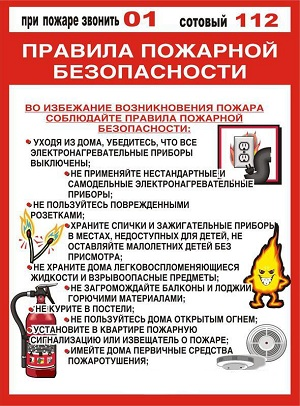 при пожаре звонить 01 сотовый 112
ПРАВИЛА ПОЖАРНОЙ
БЕЗОПАСНОСТИ
ВО ИЗБЕЖАНИЕ ВОЗНИКНОВЕНИЯ ПОЖАРА
СОБЛЮДАЙТЕ ПРАВИЛА ПОЖАРНОЙ
БЕЗОПАСНОСТИ:
•УХОДЯ ИЗ ДОМА, УБЕДИТЕСЬ, ЧТО ВСЕ
ЭЛЕКТРОНАГРЕВАТЕЛЬНЫЕ ПРИБОРЫ
ВЫКЛЮЧЕНЫ;
•НЕ ПРИМЕНЯЙТЕ НЕСТАНДАРТНЫЕ И
САМОДЕЛЬНЫЕ ЭЛЕКТРОНАГРЕВАТЕЛЬНЫЕ
ПРИБОРЫ;
•НЕ ПОЛЬЗУЙТЕСЬ ПОВРЕЖДЕННЫМИ
РОЗЕТКАМИ;
•ХРАНИТЕ СПИЧКИ И ЗАЖИГАТЕЛЬНЫЕ ПРИБОРЫ
В МЕСТАХ, НЕДОСТУПНЫХ ДЛЯ ДЕТЕЙ, НЕ
ОСТАВЛЯЙТЕ МАЛОЛЕТНИХ ДЕТЕЙ БЕЗ
ПРИСМОТРА;
•НЕ ХРАНИТЕ ДОМА ЛЕГКОВОСПЛОМЕНЯЮЩИЕСЯ
ЖИДКОСТИ И ВЗРЫВООПАСНЫЕ ПРЕДМЕТЫ;
•НЕ ЗАГРОМОЖДАЙТЕ БАЛКОНЫ И ЛОДЖИИ
ГОРЮЧИМИ МАТЕРИАЛАМИ;
•НЕ КУРИТЕ В ПОСТЕЛИ;
•НЕ ПОЛЬЗУЙТЕСЬ ДОМА ОТКРЫТЫМ ОГНЕМ;
•УСТАНОВИТЕ В КВАРТИРЕ ПОЖАРНУЮ
СИГНАЛИЗАЦИЮ ИЛИ ИЗВЕЩАТЕЛЬ О ПОЖАРЕ;
•ИМЕЙТЕ ДОМА ПЕРВИЧНЫЕ СРЕДСТВА
ПОЖАРОТУШЕНИЯ;